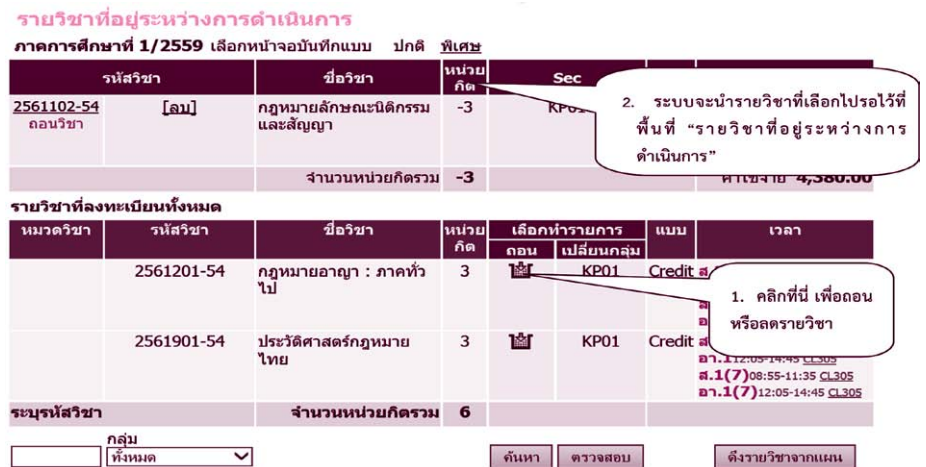 รายวิชาที่อยู่ระหว่างการดำเนินการ
ภาคการศึกษาที่ 1/2559 เลือกหน้าจอบันทึกแบบ ปกติ พิเศษ
รหัสวิชา ชื่อวิชา หน่วยกิต Sec
2561102-54 [ลบ] กฎหมายลักษณะนิติกรรม -3
ถอนวิชา และสัญญา
2. ระบบจะนำรายวิชาที่เลือกไปรอไว้ที่
พื้นที่ “รายวิชาที่อยู่ระหว่างการ
ดำเนินการ”
จำนวนหน่วยกิตรวม -3 ค่าใช้จ่าย 4,380.00
รายวิชาที่ลงทะเบียนทั้งหมด
หมวดวิชา รหัสวิชา ชื่อวิชา หน่วยกิต เลือกทำรายการ แบบ เวลา
ถอน เปลี่ยนกลุ่ม
2561201-54 กฎหมายอาญา : ภาคทั่ว 3 KP01 Credit
ไป
1. คลิกที่นี่ เพื่อถอน
หรือลดรายวิชา
2561901-54 ประวัติศาสตร์กฎหมาย 3 KP01 Credit
ไทย อา.1 12:05-14:45 CL305
ส.1(7)08:55-11:35 CL305
อา.1(7)12:05-14:45 CL305
ระบุรหัสวิชา จำนวนหน่วยกิตรวม 6
กลุ่ม
ทั้งหมด ค้นหา ตรวจสอบ ดึงรายวิชาจากแผน